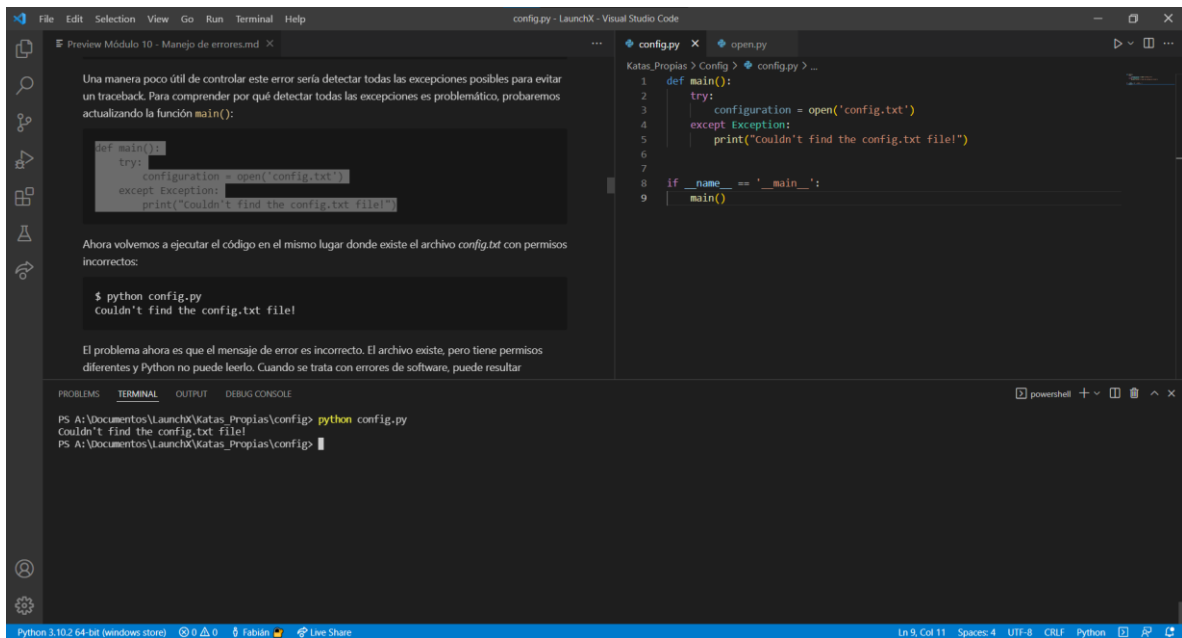 File Edit Selection View Go Run Terminal Help
config.py - LaunchX - Visual Studio Code
Preview Módulo 10 - Manejo de errores.md
Una manera poco útil de controlar este error sería detectar todas las excepciones posibles para evitar
un traceback. Para comprender por qué detectar todas las excepciones es problemático, probaremos
actualizando la función main():
def main():
    try:
        configuration = open('config.txt')
    except Exception:
        print("Couldn't find the config.txt file!")
Ahora volvemos a ejecutar el código en el mismo lugar donde existe el archivo config.txt con permisos
incorrectos:
$ python config.py
Couldn't find the config.txt file!
El problema ahora es que el mensaje de error es incorrecto. El archivo existe, pero tiene permisos
diferentes y Python no puede leerlo. Cuando se trata con errores de software, puede resultar
config.py open.py
Katas_Propias > Config > config.py > ...
1 def main():
2     try:
3         configuration = open('config.txt')
4     except Exception:
5         print("Couldn't find the config.txt file!")
6
7
8 if __name__ == '__main__':
9     main()
PROBLEMS TERMINAL OUTPUT DEBUG CONSOLE
powershell
PS A:\Documentos\LaunchX\Katas_Propias\config> python config.py
Couldn't find the config.txt file!
PS A:\Documentos\LaunchX\Katas_Propias\config>
Python 3.10.2 64-bit (windows store) 0 0 Fabián Live Share
Ln 9, Col 11 Spaces: 4 UTF-8 CRLF Python